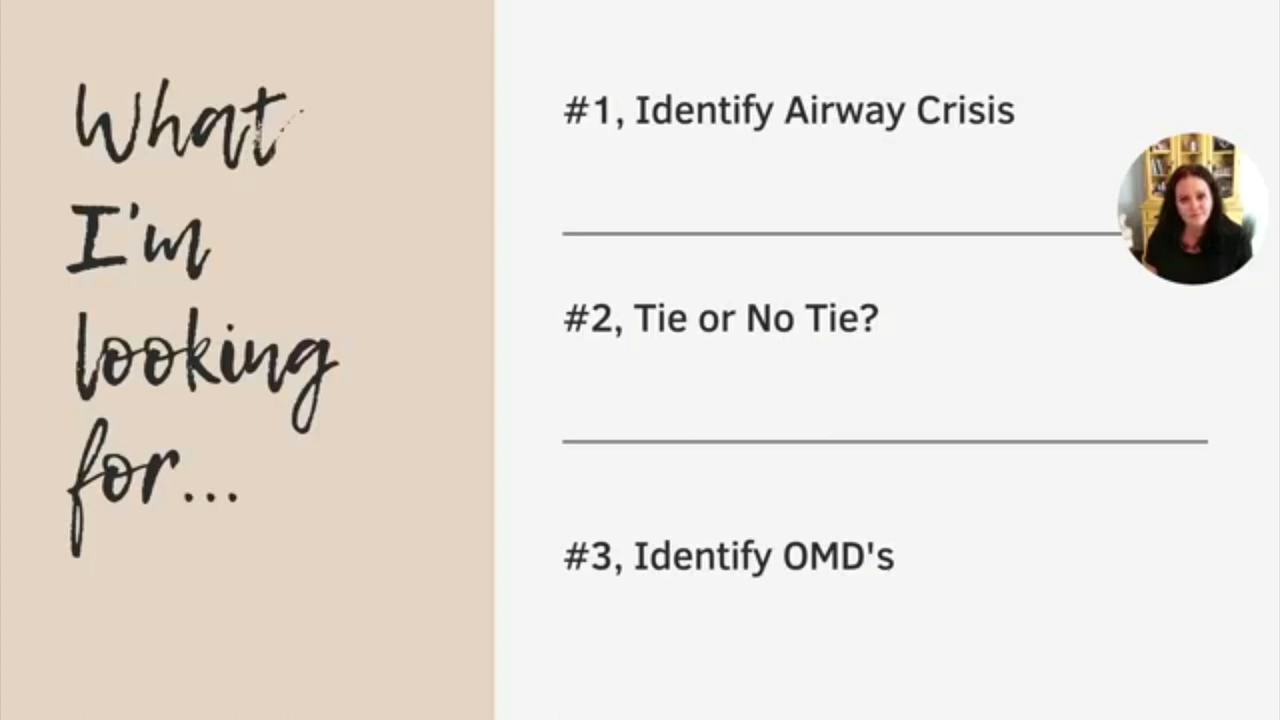 What
I'm
looking
for...
#1, Identify Airway Crisis
#2, Tie or No Tie?
#3, Identify OMD's